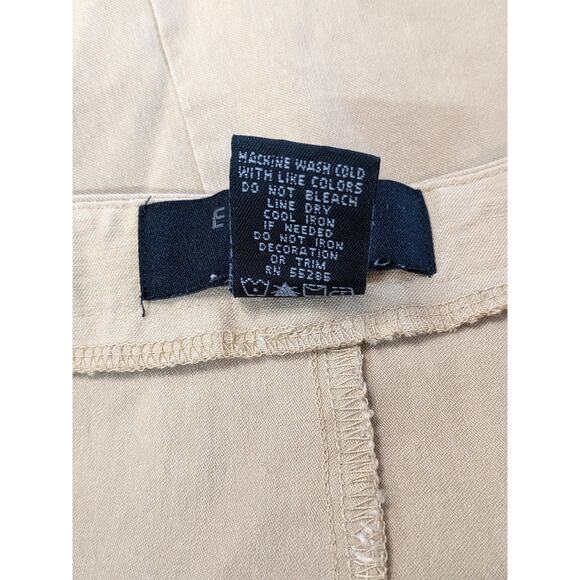 E
MACHINE WASH COLD
WITH LIKE COLORS
DO NOT BLEACH
LINE DRY
COOL IRON
IF NEEDED
DO NOT IRON
DECORATION
OR TRIM
RN 55285